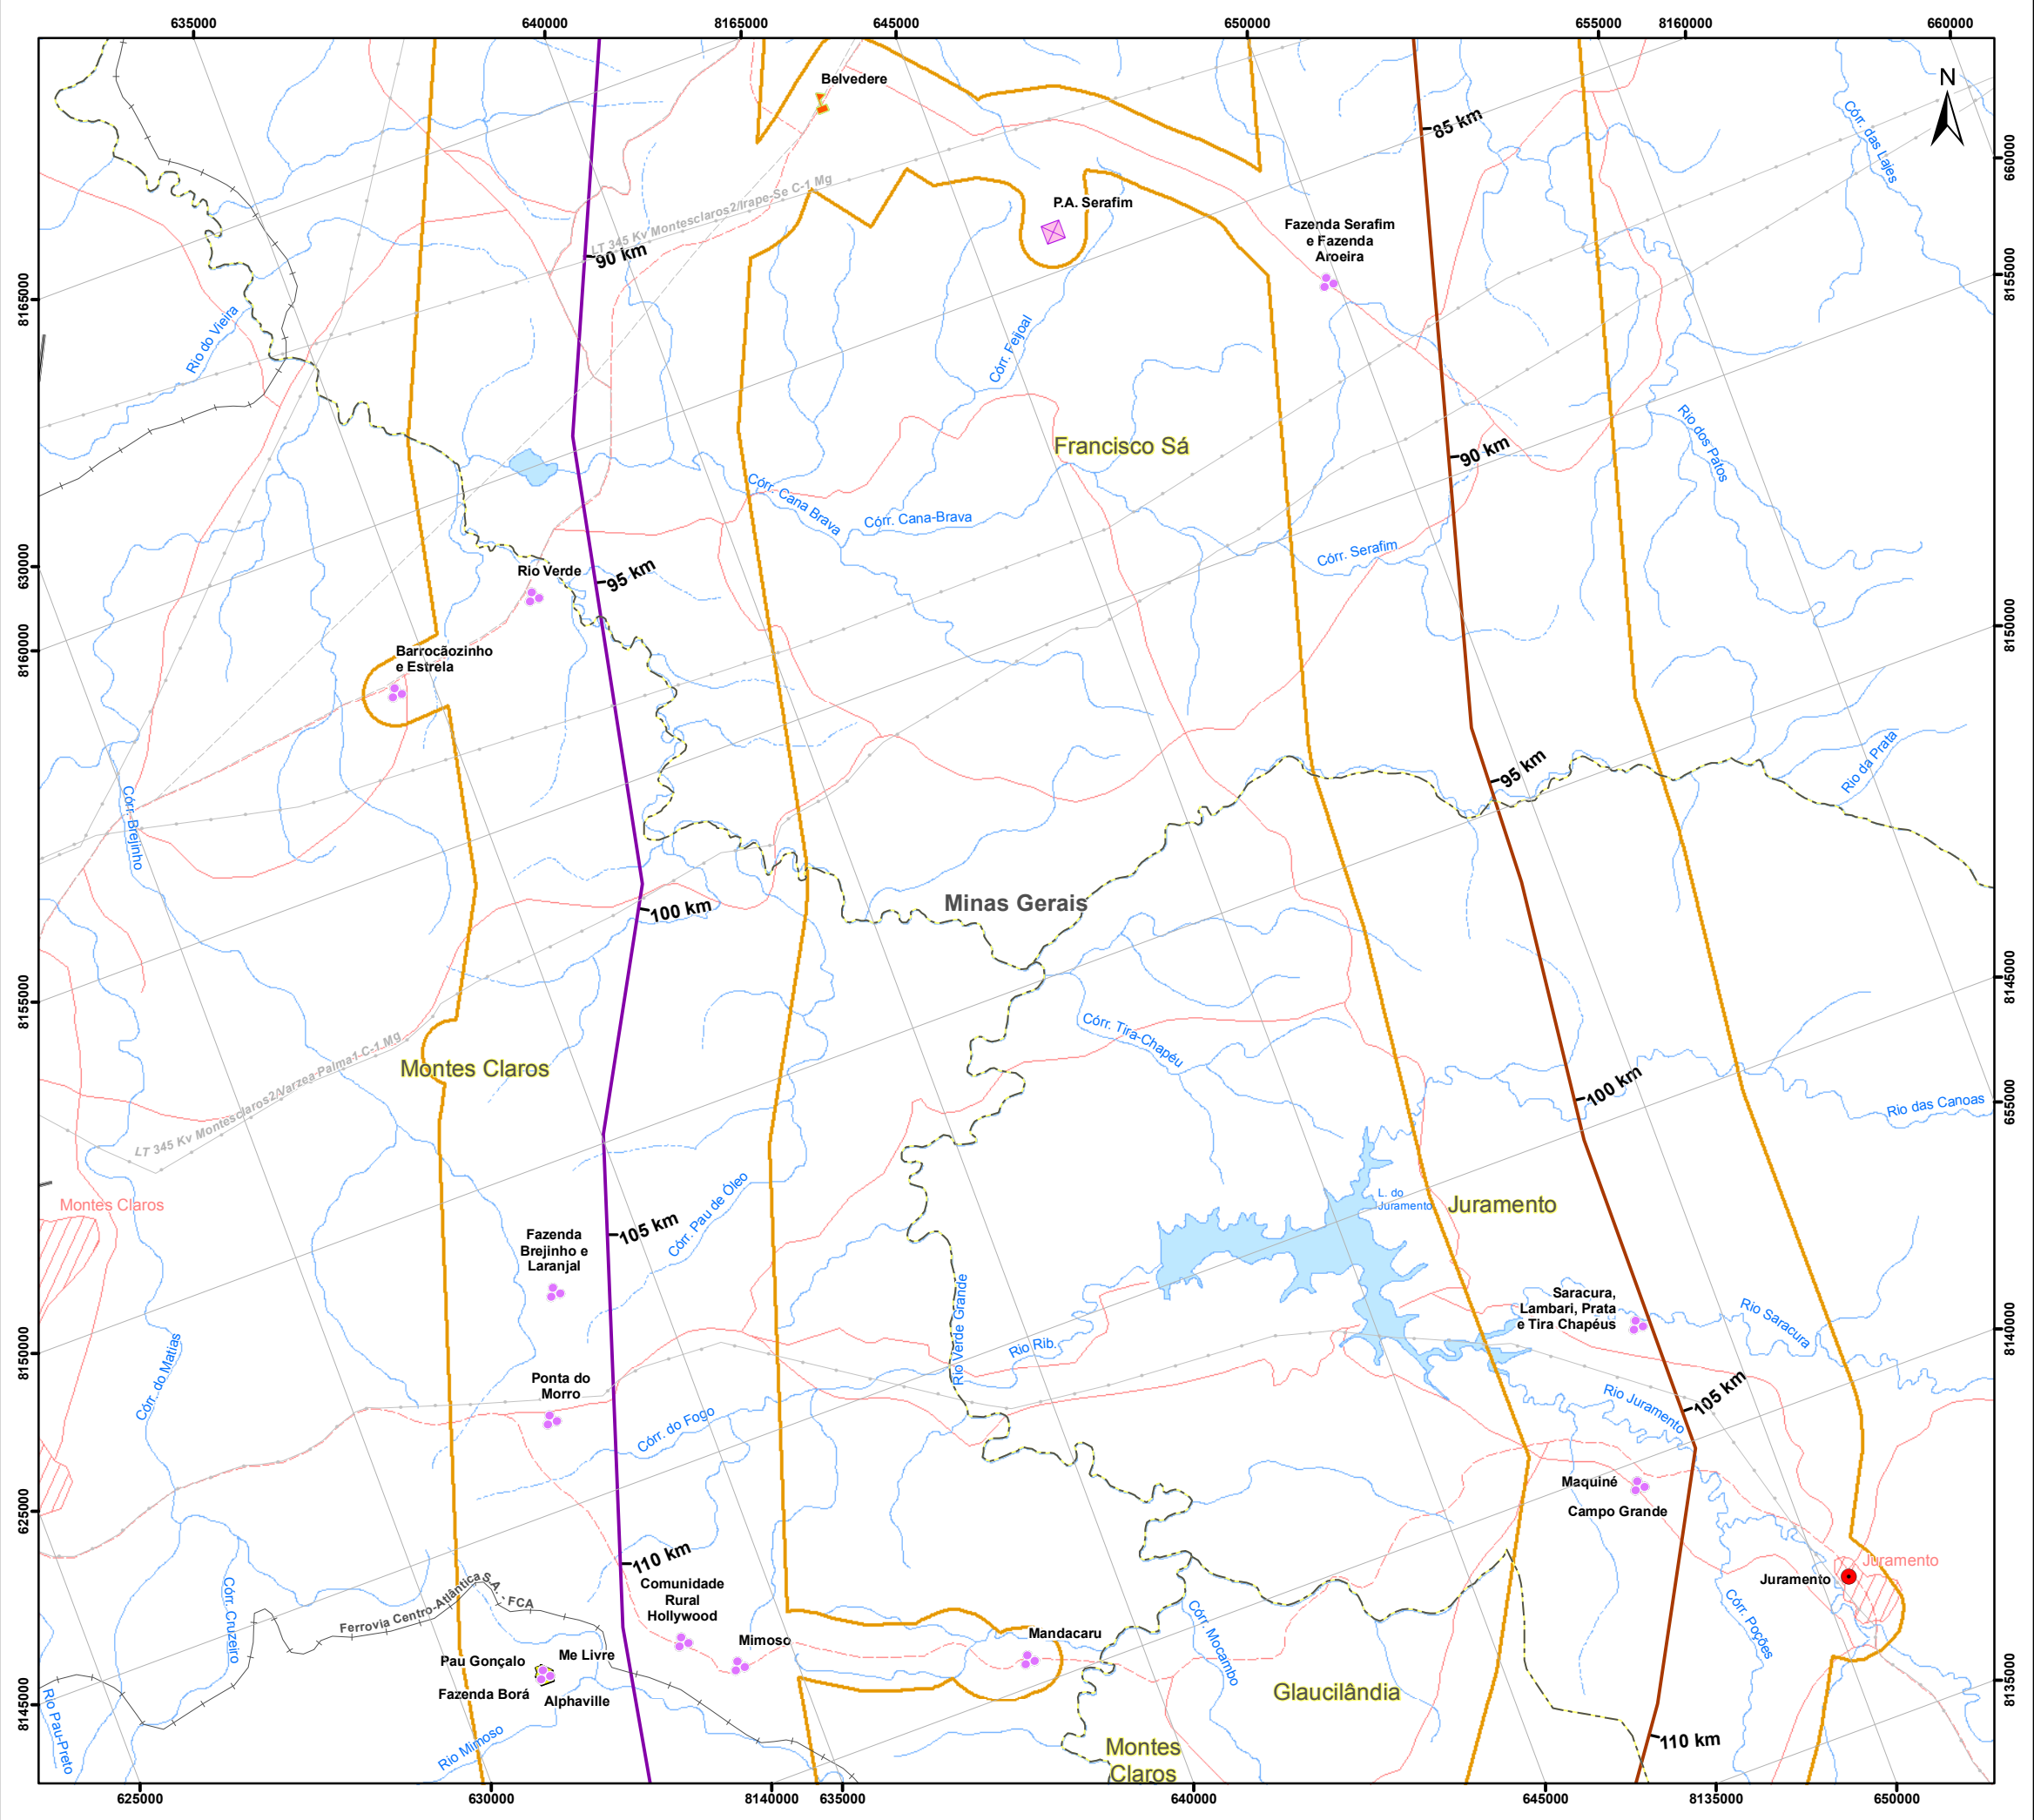 635000
640000
8165000
645000
650000
655000
8160000
660000
Belvedere
N
85 km
Córr. das Lajes
660000
LT 345 Kv Montesclaros2/Irape-Se C-1 Mg
P.A. Serafim
Fazenda Serafim
e Fazenda
Aroeira
90 km
8165000
8155000
Rio do Vieira
Córr. Feijoal
Rio dos Patos
Francisco Sá
90 km
Córr. Cana Brava
Córr. Cana-Brava
Córr. Serafim
630000
Rio Verde
95 km
8160000
Barrocãozinho
e Estrela
8150000
95 km
Rio da Prata
Córr. Brejinho
Minas Gerais
100 km
8155000
8145000
Córr. Tira-Chapéu
Montes Claros
LT 345 Kv Montesclaros2/Varzea Palma1-C-1 Mg
100 km
Rio das Canoas
655000
Montes Claros
Córr. Pau de Óleo
L. do
Juramento
Juramento
105 km
Fazenda
Brejinho e
Laranjal
Rio Verde Grande
Saracura,
Lambari, Prata
e Tira Chapéus
Rio Saracura
8150000
8140000
Córr. do Matias
Rio Rib.
Ponta do
Morro
105 km
Rio Juramento
Córr. do Fogo
Maquiné
Campo Grande
625000
110 km
Juramento
Juramento
Ferrovia Centro-Atlântica S.A. - FCA
Comunidade
Rural
Hollywood
Córr. Cruzeiro
Córr. Mocambo
Córr. Poções
Mimoso
Mandacaru
Pau Gonçalo
Me Livre
Fazenda Borá
Alphaville
Glaucilândia
8145000
8135000
Rio Pau-Preto
Rio Mimoso
Montes
Claros
110 km
625000
630000
8140000
635000
640000
645000
8135000
650000